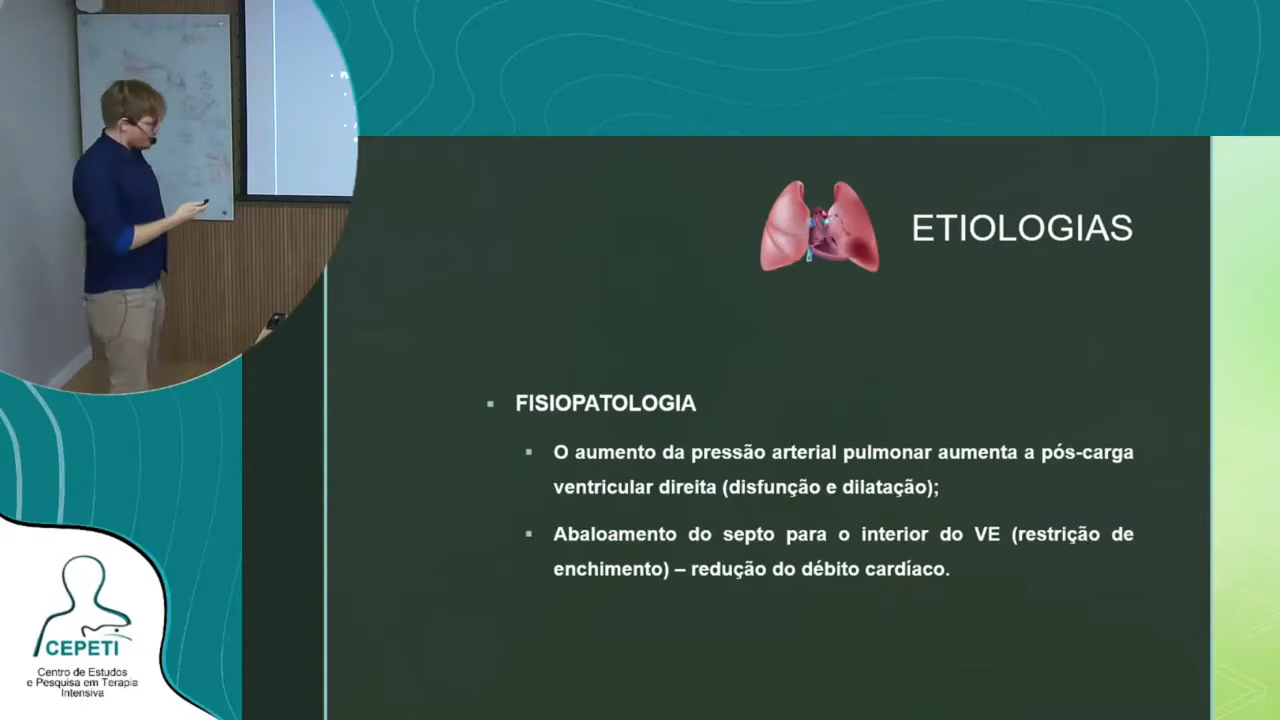 ETIOLOGIAS
FISIOPATOLOGIA
O aumento da pressão arterial pulmonar aumenta a pós-carga
ventricular direita (disfunção e dilatação);
Abaloamento do septo para o interior do VE (restrição de
enchimento) – redução do débito cardíaco.
CEPETI
Centro de Estudos
e Pesquisa em Terapia
Intensiva